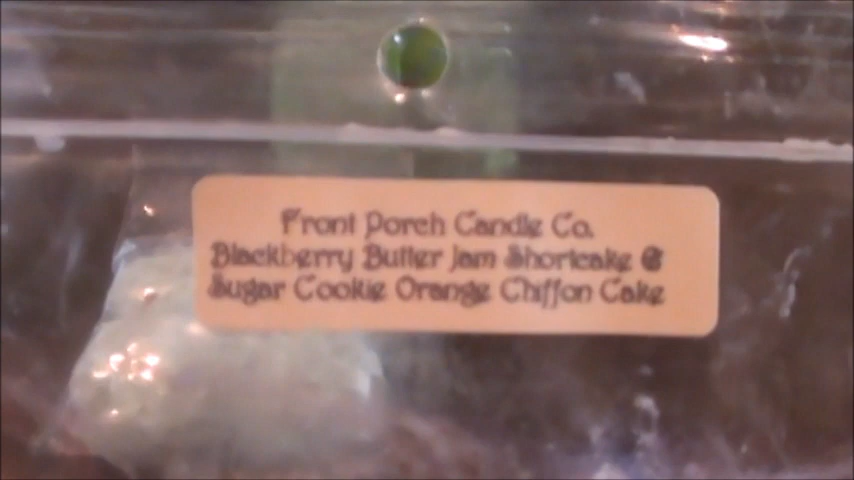 Front Porch Candle Co.
Blackberry Butter Jam Shortcake &
Sugar Cookie Orange Chiffon Cake